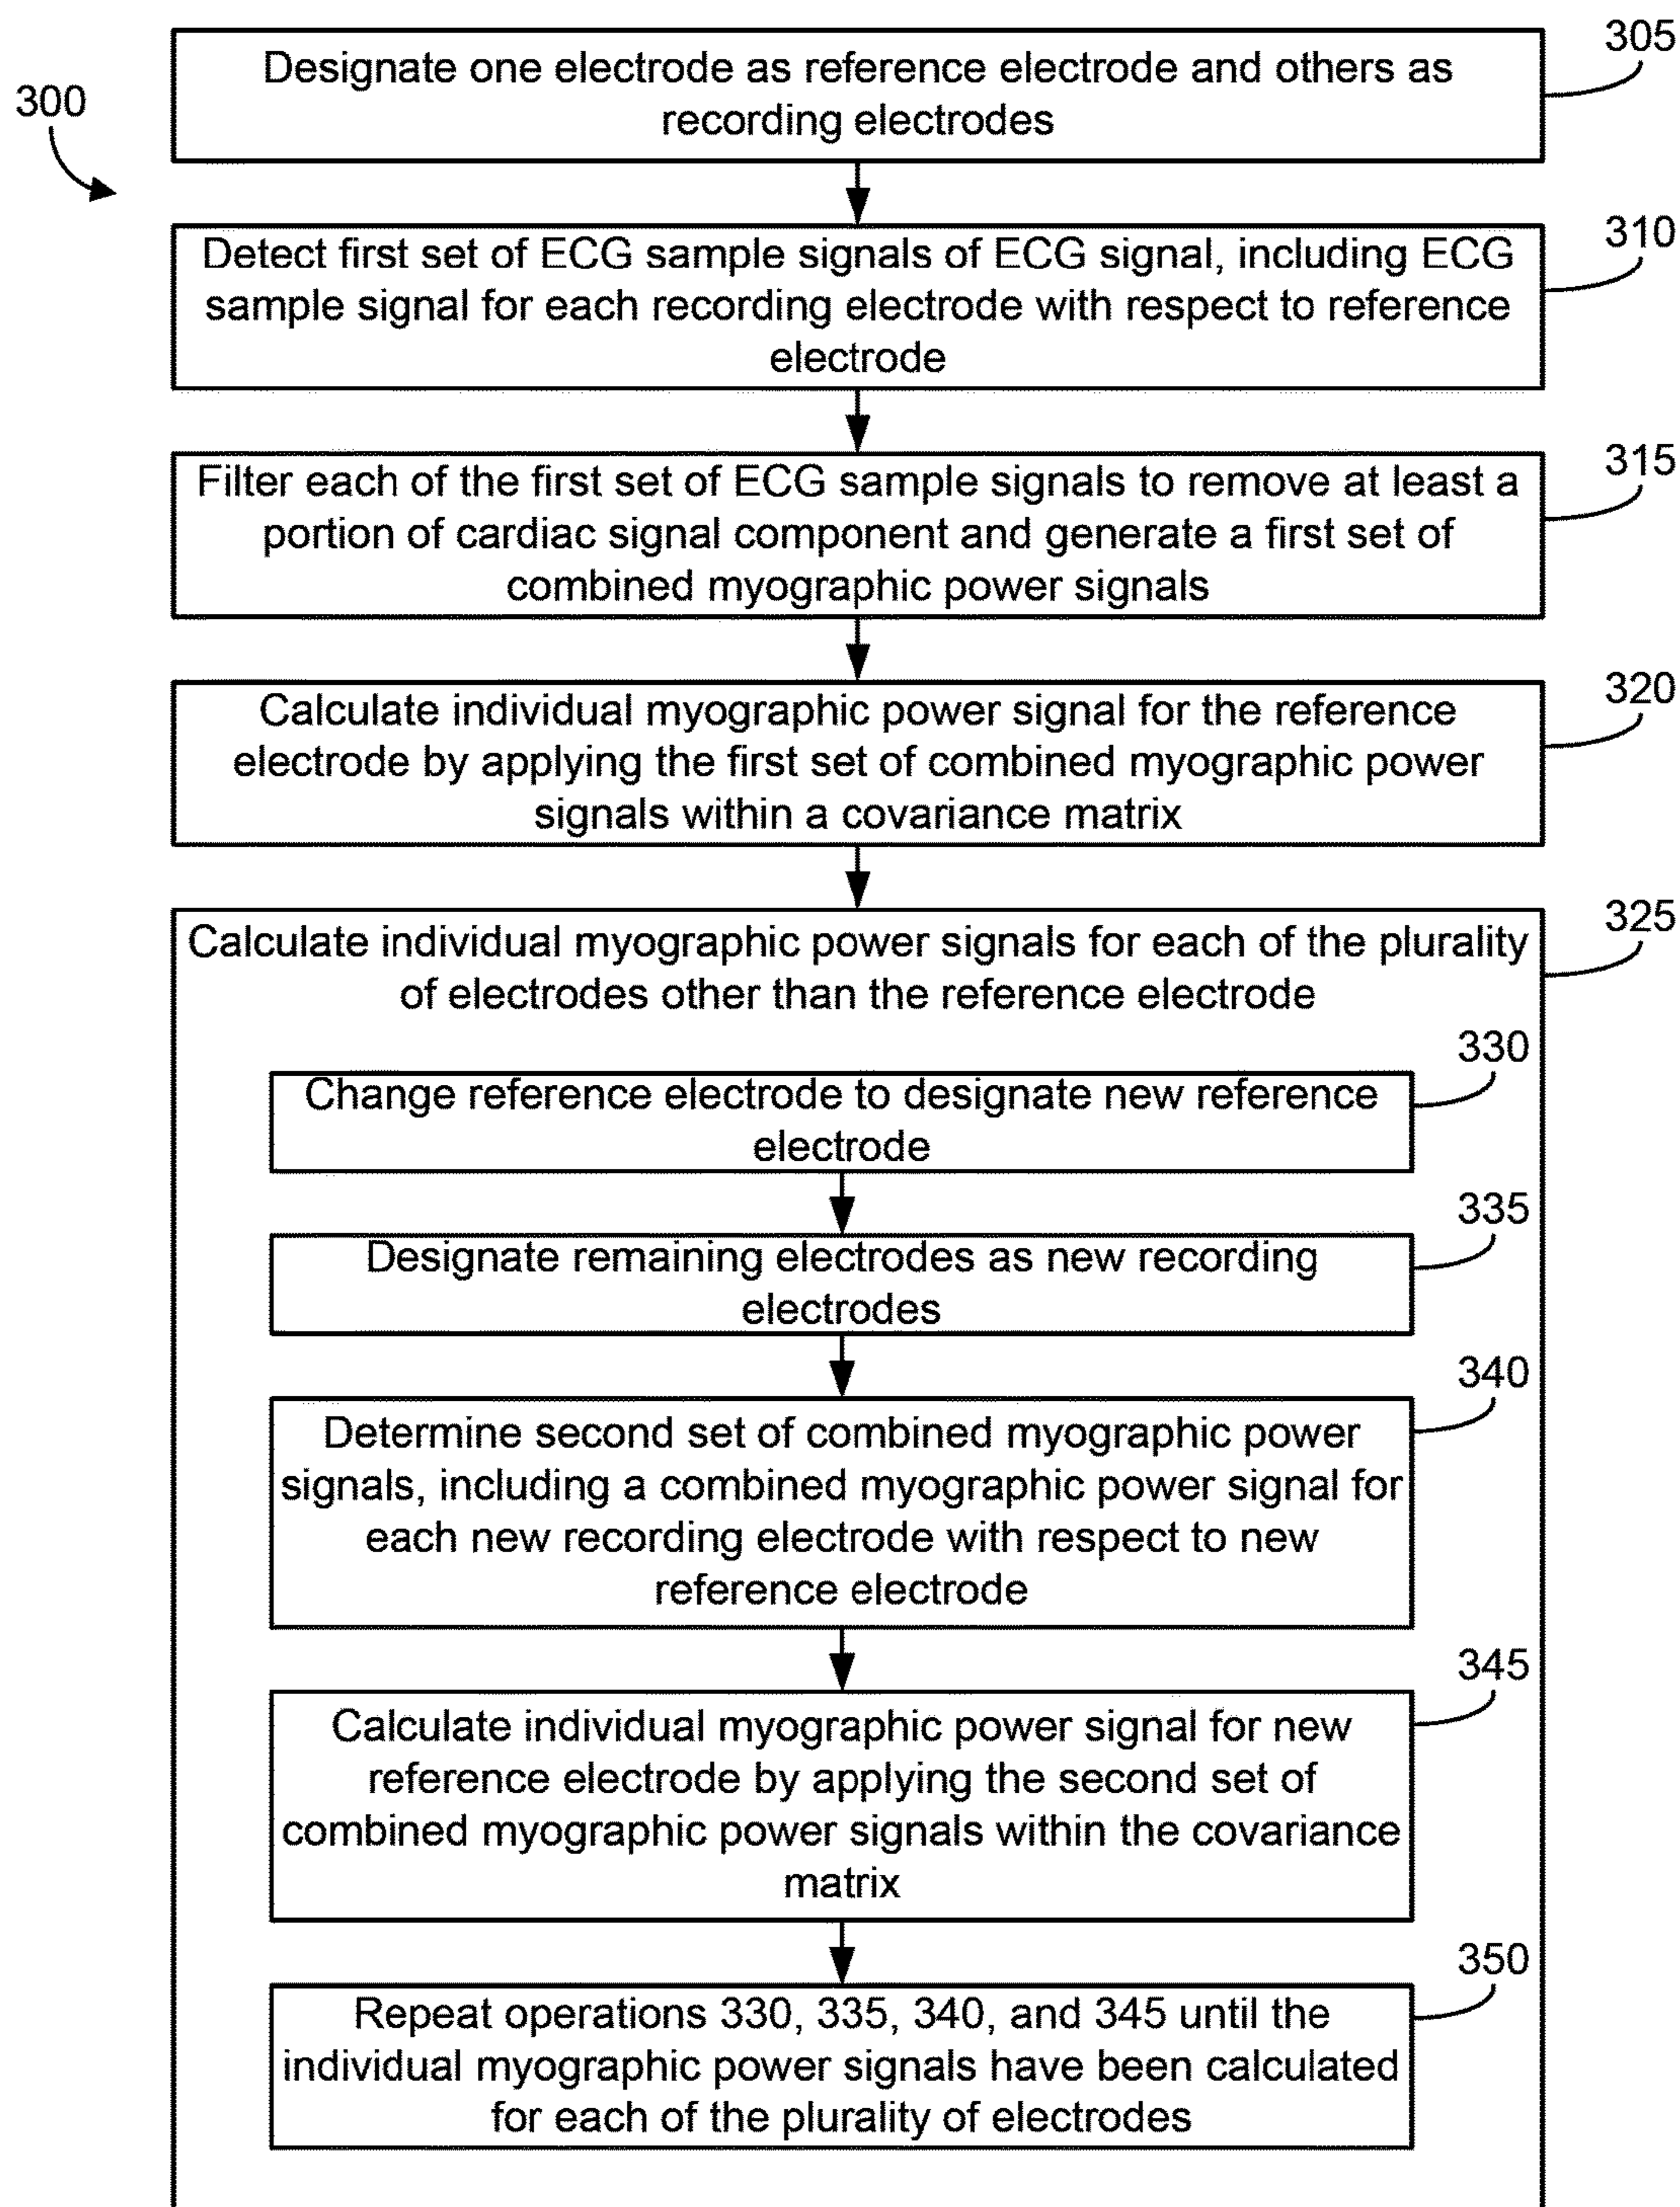 300
305
Designate one electrode as reference electrode and others as
recording electrodes
310
Detect first set of ECG sample signals of ECG signal, including ECG
sample signal for each recording electrode with respect to reference
electrode
315
Filter each of the first set of ECG sample signals to remove at least a
portion of cardiac signal component and generate a first set of
combined myographic power signals
320
Calculate individual myographic power signal for the reference
electrode by applying the first set of combined myographic power
signals within a covariance matrix
325
Calculate individual myographic power signals for each of the plurality
of electrodes other than the reference electrode
330
Change reference electrode to designate new reference
electrode
335
Designate remaining electrodes as new recording
electrodes
340
Determine second set of combined myographic power
signals, including a combined myographic power signal for
each new recording electrode with respect to new
reference electrode
345
Calculate individual myographic power signal for new
reference electrode by applying the second set of
combined myographic power signals within the covariance
matrix
350
Repeat operations 330, 335, 340, and 345 until the
individual myographic power signals have been calculated
for each of the plurality of electrodes